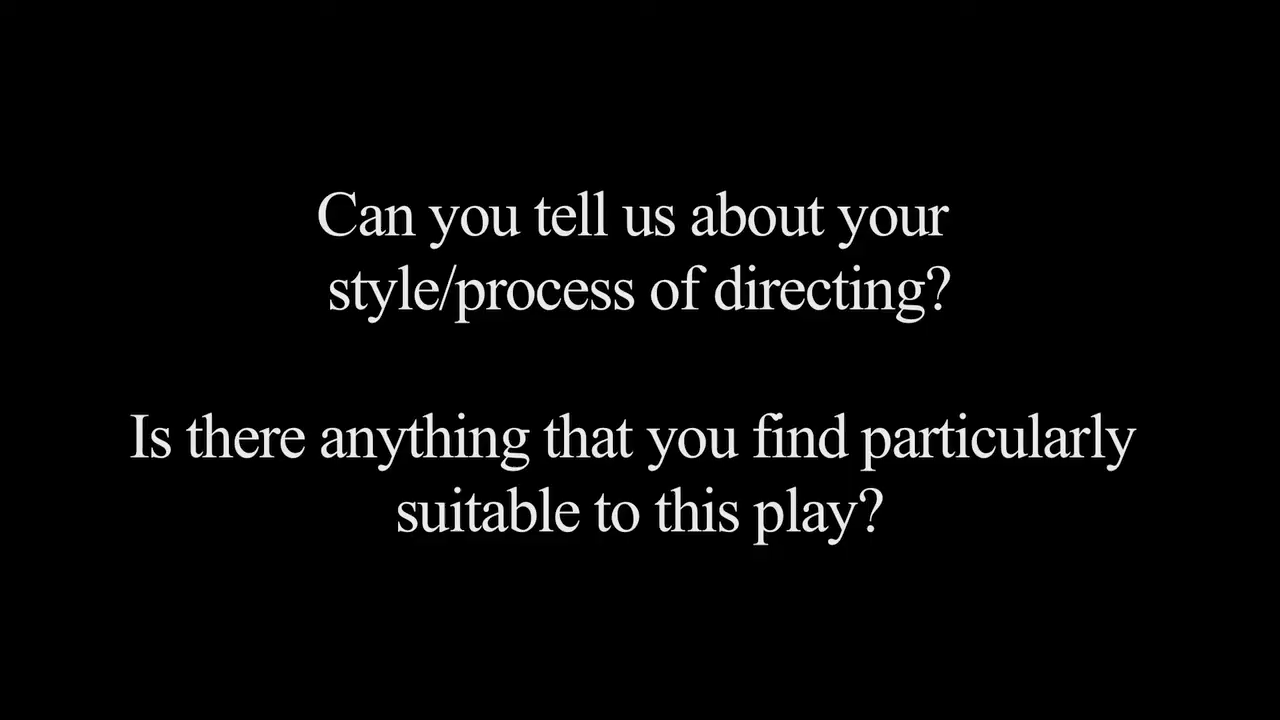 Can you tell us about your
style/process of directing?
Is there anything that you find particularly
suitable to this play?